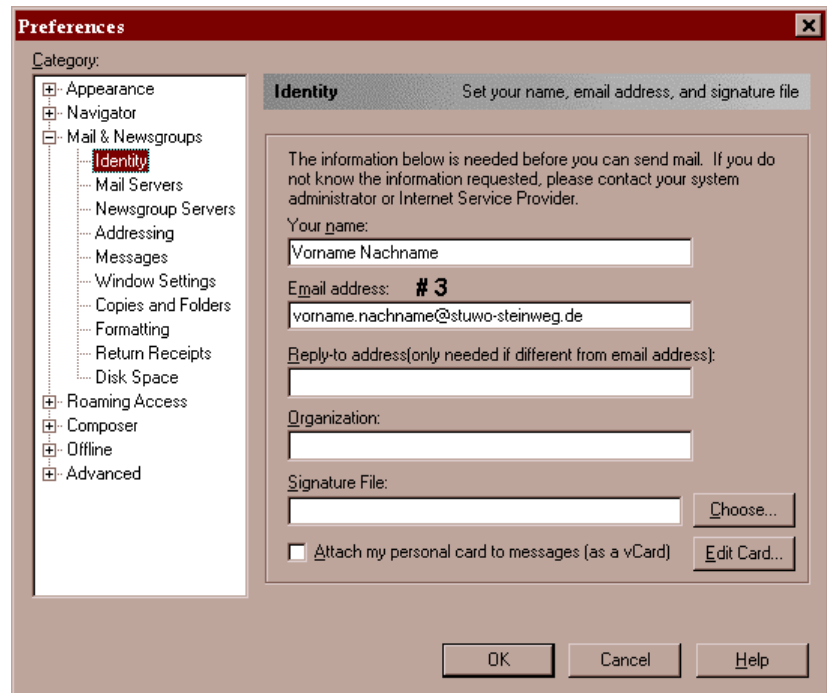 Preferences
Category:
Appearance
Navigator
Mail & Newsgroups
Identity
Mail Servers
Newsgroup Servers
Addressing
Messages
Window Settings
Copies and Folders
Formatting
Return Receipts
Disk Space
Roaming Access
Composer
Offline
Advanced
Identity Set your name, email address, and signature file
The information below is needed before you can send mail. If you do
not know the information requested, please contact your system
administrator or Internet Service Provider.
Your name:
Vorname Nachname
Email address: # 3
vorname.nachname@stuwo-steinweg.de
Reply-to address(only needed if different from email address):
Organization:
Signature File:
Choose...
Attach my personal card to messages (as a vCard) Edit Card...
OK Cancel Help